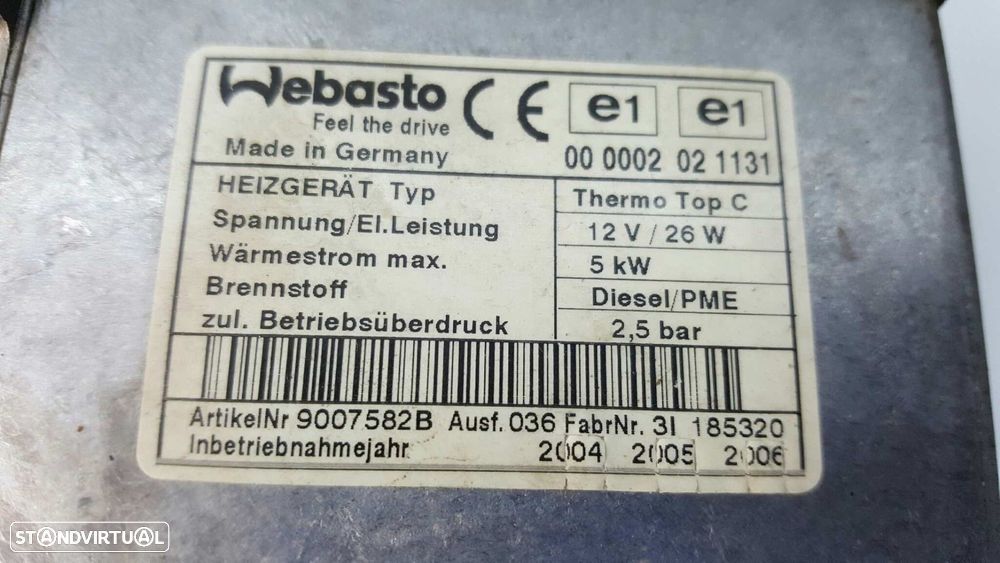 Webasto
Feel the drive
Made in Germany
CE e1 e1
00 0002 02 1131
HEIZGERÄT Typ Thermo Top C
Spannung/El.Leistung 12 V / 26 W
Wärmestrom max. 5 kW
Brennstoff Diesel/PME
zul. Betriebsüberdruck 2,5 bar
ArtikelNr 9007582B Ausf. 036 FabrNr. 3I 185320
Inbetriebnahmejahr 2004 2005 2006
STANDVIRTUAL